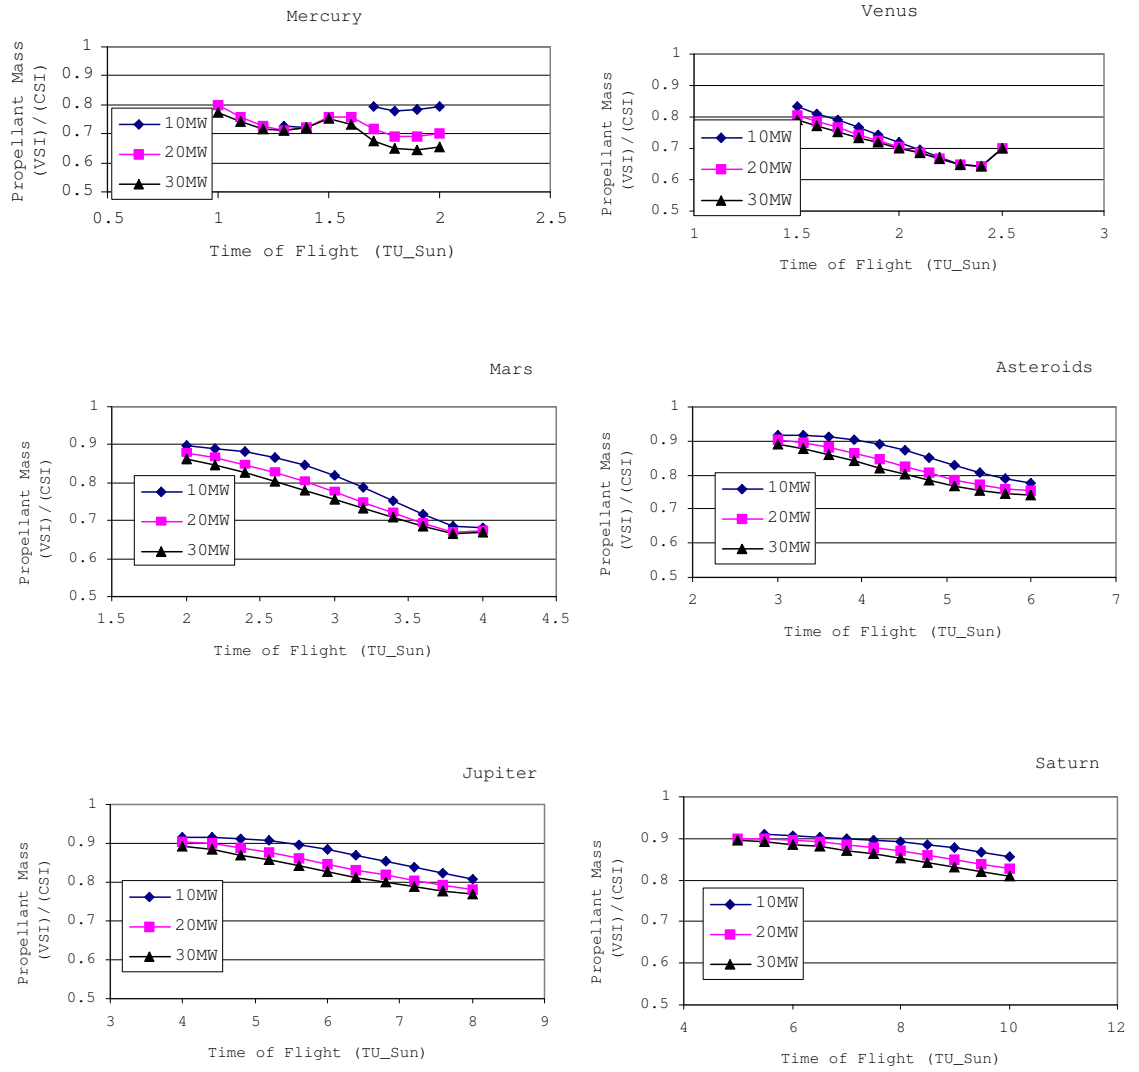 Mercury
Propellant Mass
(VSI)/(CSI)
1
0.9
0.8
0.7
0.6
0.5
10MW
20MW
30MW
0.5
1
1.5
2
2.5
Time of Flight (TU_Sun)
Venus
Propellant Mass
(VSI)/(CSI)
1
0.9
0.8
0.7
0.6
0.5
10MW
20MW
30MW
1
1.5
2
2.5
3
Time of Flight (TU_Sun)
Mars
Propellant Mass
(VSI)/(CSI)
1
0.9
0.8
0.7
0.6
0.5
10MW
20MW
30MW
1.5
2
2.5
3
3.5
4
4.5
Time of Flight (TU_Sun)
Asteroids
Propellant Mass
(VSI)/(CSI)
1
0.9
0.8
0.7
0.6
0.5
10MW
20MW
30MW
2
3
4
5
6
7
Time of Flight (TU_Sun)
Jupiter
Propellant Mass
(VSI)/(CSI)
1
0.9
0.8
0.7
0.6
0.5
10MW
20MW
30MW
3
4
5
6
7
8
9
Time of Flight (TU_Sun)
Saturn
Propellant Mass
(VSI)/(CSI)
1
0.9
0.8
0.7
0.6
0.5
10MW
20MW
30MW
4
6
8
10
12
Time of Flight (TU_Sun)